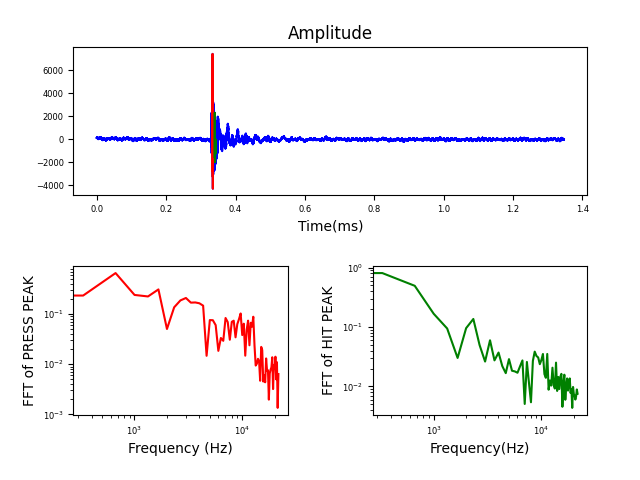 Amplitude
6000
4000
2000
0
−2000
−4000
0.0 0.2 0.4 0.6 0.8 1.0 1.2 1.4
Time(ms)
FFT of PRESS PEAK
10⁻¹
10⁻²
10⁻³
10³ 10⁴
Frequency (Hz)
FFT of HIT PEAK
10⁰
10⁻¹
10⁻²
10³ 10⁴
Frequency(Hz)